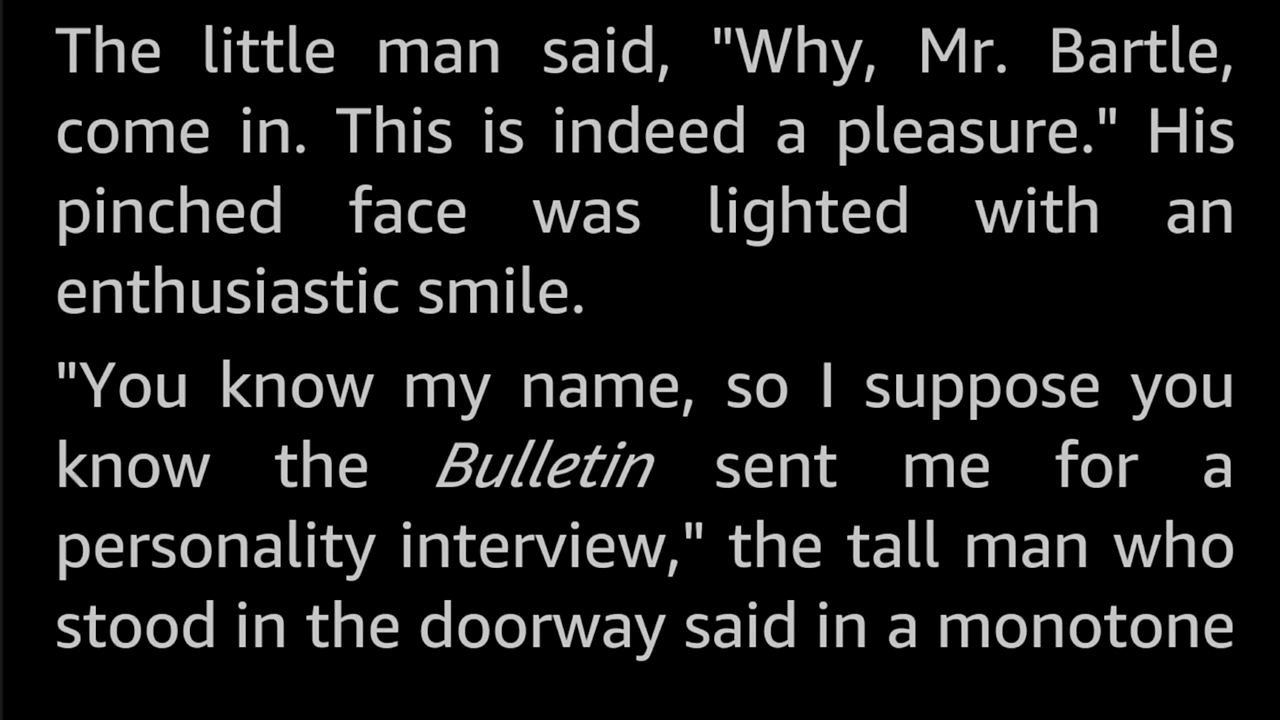 The little man said, "Why, Mr. Bartle,
come in. This is indeed a pleasure." His
pinched face was lighted with an
enthusiastic smile.
"You know my name, so I suppose you
know the Bulletin sent me for a
personality interview," the tall man who
stood in the doorway said in a monotone